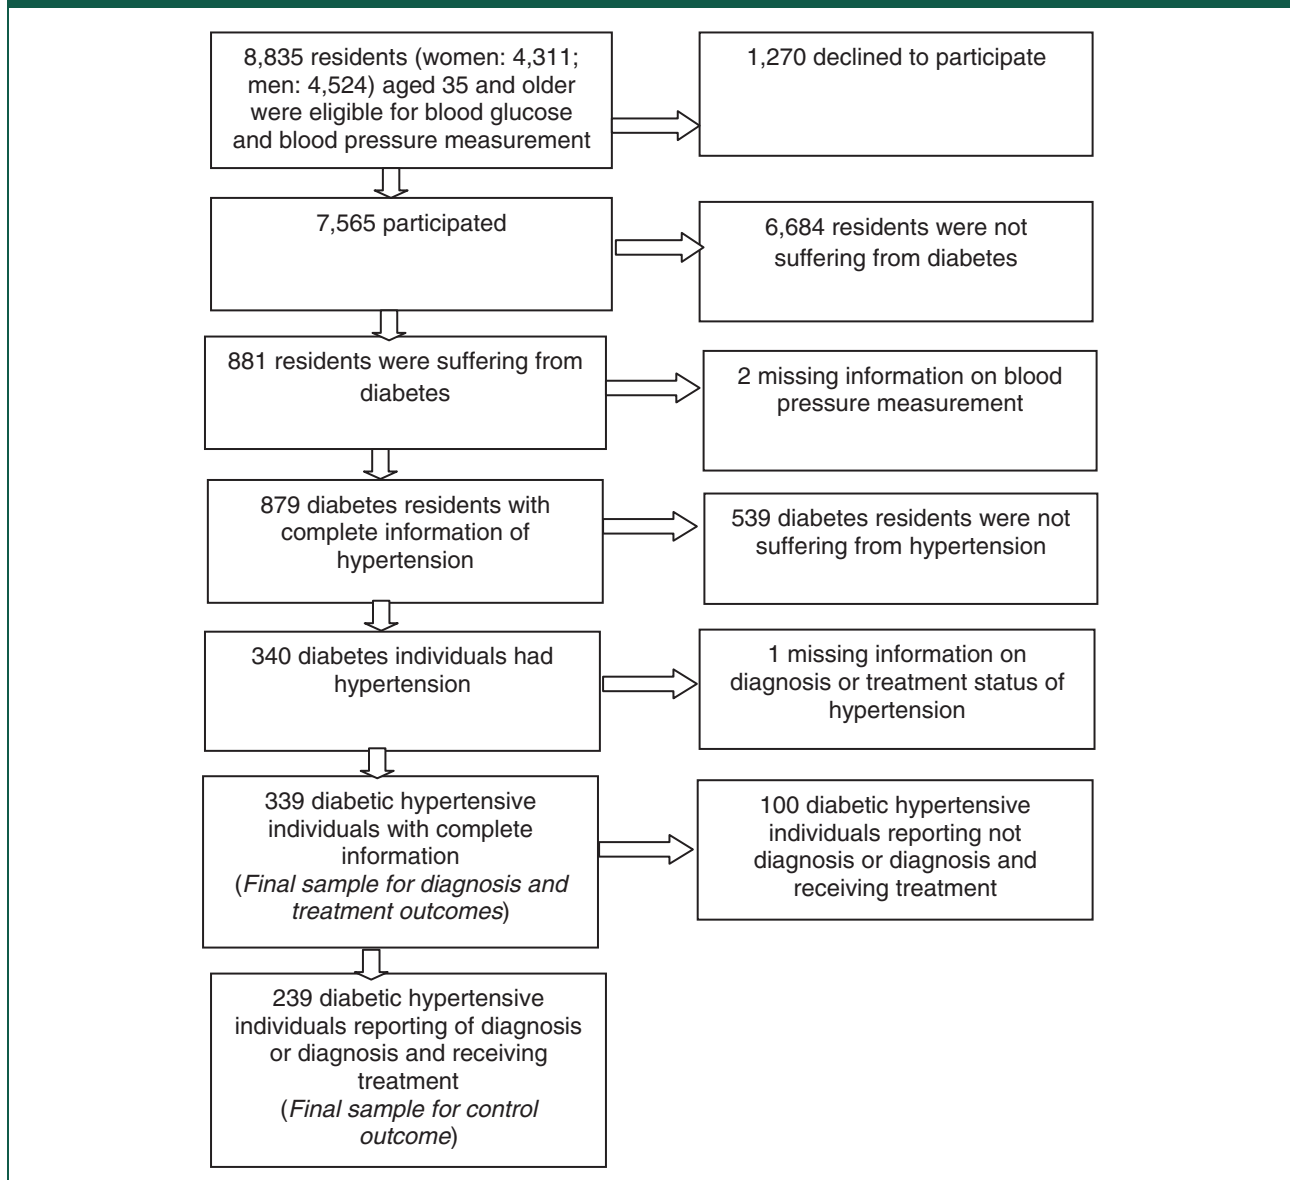 8,835 residents (women: 4,311;
men: 4,524) aged 35 and older
were eligible for blood glucose
and blood pressure measurement
1,270 declined to participate
7,565 participated
6,684 residents were not
suffering from diabetes
881 residents were suffering from
diabetes
2 missing information on blood
pressure measurement
879 diabetes residents with
complete information of
hypertension
539 diabetes residents were not
suffering from hypertension
340 diabetes individuals had
hypertension
1 missing information on
diagnosis or treatment status of
hypertension
339 diabetic hypertensive
individuals with complete
information
(Final sample for diagnosis and
treatment outcomes)
100 diabetic hypertensive
individuals reporting not
diagnosis or diagnosis and
receiving treatment
239 diabetic hypertensive
individuals reporting of diagnosis
or diagnosis and receiving
treatment
(Final sample for control
outcome)